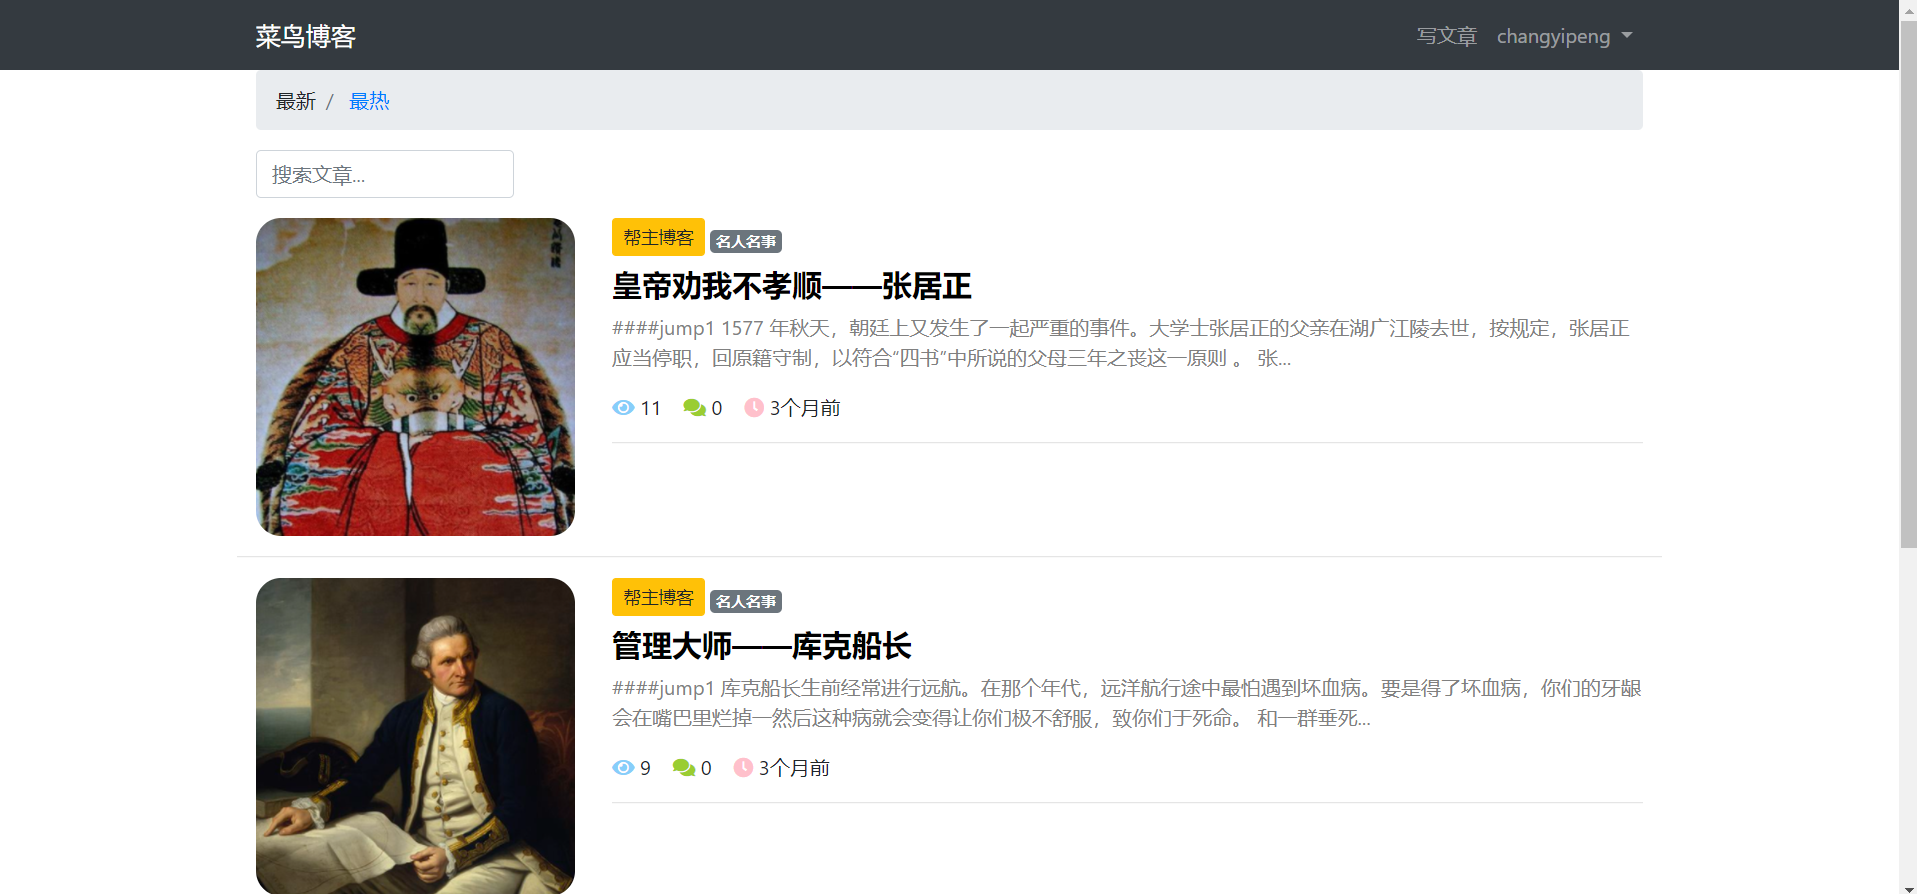 菜鸟博客
写文章 changyipeng
最新 / 最热
搜索文章...
帮主博客 名人名事
皇帝劝我不孝顺——张居正
####jump1 1577 年秋天，朝廷上又发生了一起严重的事件。大学士张居正的父亲在湖广江陵去世，按规定，张居正
应当停职，回原籍守制，以符合“四书”中所说的父母三年之丧这一原则 。 张...
11 0 3个月前
帮主博客 名人名事
管理大师——库克船长
####jump1 库克船长生前经常进行远航。在那个年代，远洋航行途中最怕遇到坏血病。要是得了坏血病，你们的牙龈
会在嘴巴里烂掉一然后这种病就会变得让你们极不舒服，致你们于死命。 和一群垂死...
9 0 3个月前